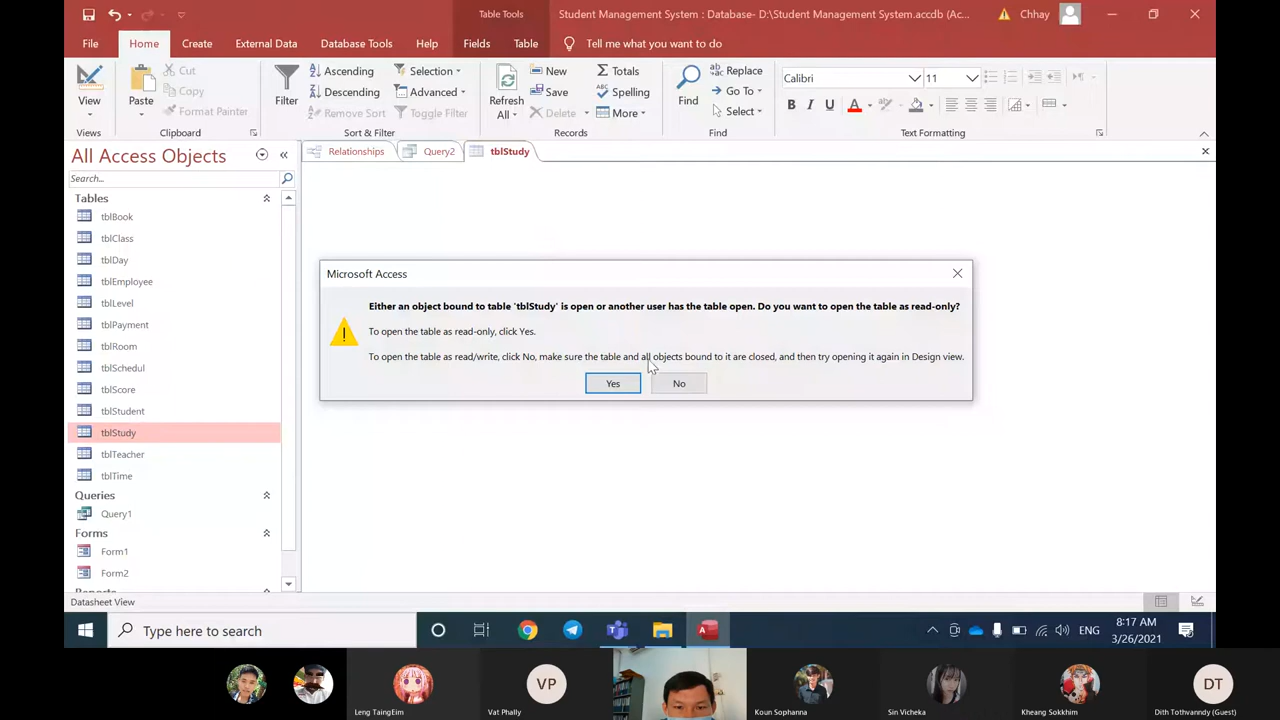 Table Tools
Student Management System : Database- D:\Student Management System.accdb (Ac...
Chhay
File
Home
Create
External Data
Database Tools
Help
Fields
Table
Tell me what you want to do
View
Views
Paste
Cut
Copy
Format Painter
Clipboard
Filter
Ascending
Descending
Remove Sort
Selection
Advanced
Toggle Filter
Sort & Filter
Refresh
All
New
Save
Delete
Totals
Spelling
More
Records
Find
Replace
Go To
Select
Find
Calibri
11
B I U A
Text Formatting
All Access Objects
Search...
Relationships
Query2
tblStudy
Tables
tblBook
tblClass
tblDay
tblEmployee
tblLevel
tblPayment
tblRoom
tblSchedul
tblScore
tblStudent
tblStudy
tblTeacher
tblTime
Queries
Query1
Forms
Form1
Form2
Reports
Microsoft Access
Either an object bound to table 'tblStudy' is open or another user has the table open. Do you want to open the table as read-only?
To open the table as read-only, click Yes.
To open the table as read/write, click No, make sure the table and all objects bound to it are closed, and then try opening it again in Design view.
Yes
No
Datasheet View
Type here to search
ENG
8:17 AM
3/26/2021
VP
DT
Leng TaingEim
Vat Phally
Koun Sophanna
Sin Vicheka
Kheang Sokkhim
Dith Tothvanndy (Guest)